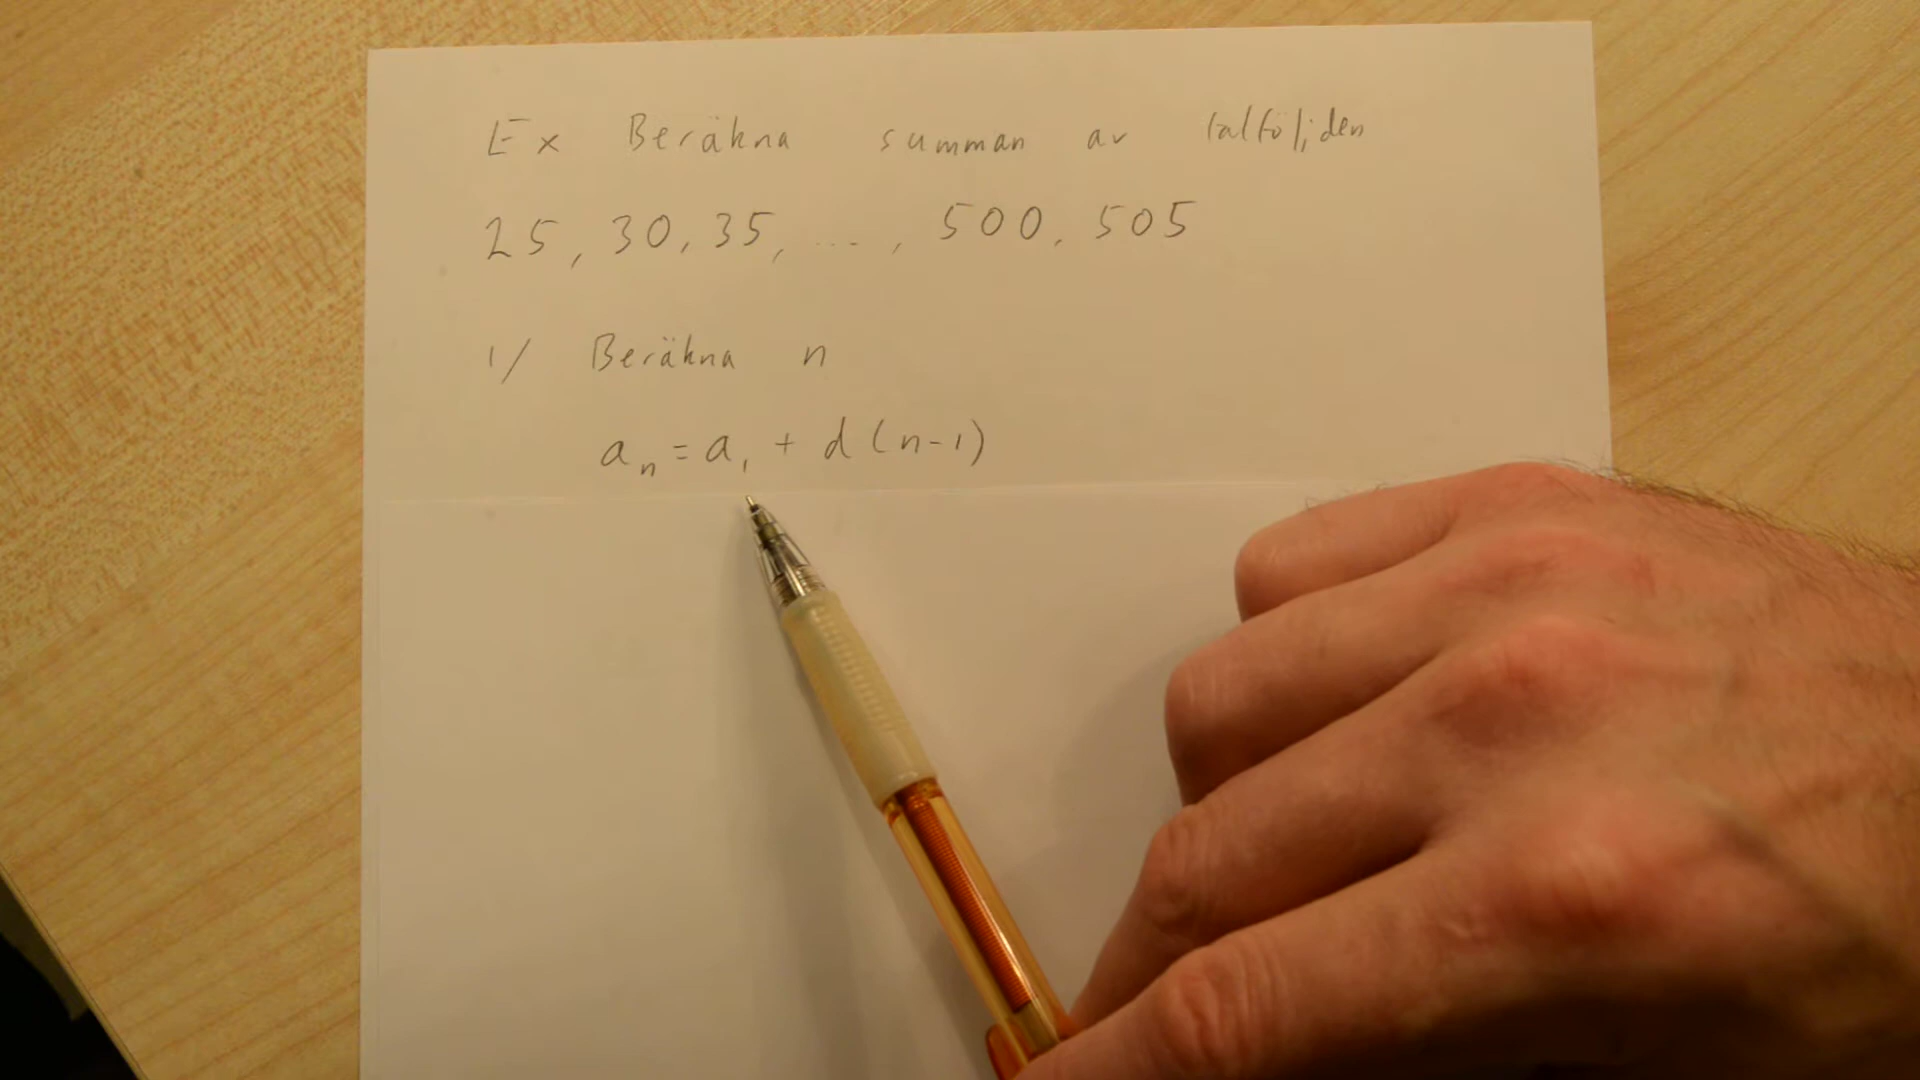 Ex Beräkna summan av talföljden
25, 30, 35, ...., 500, 505
1/ Beräkna n
aₙ = a₁ + d(n-1)